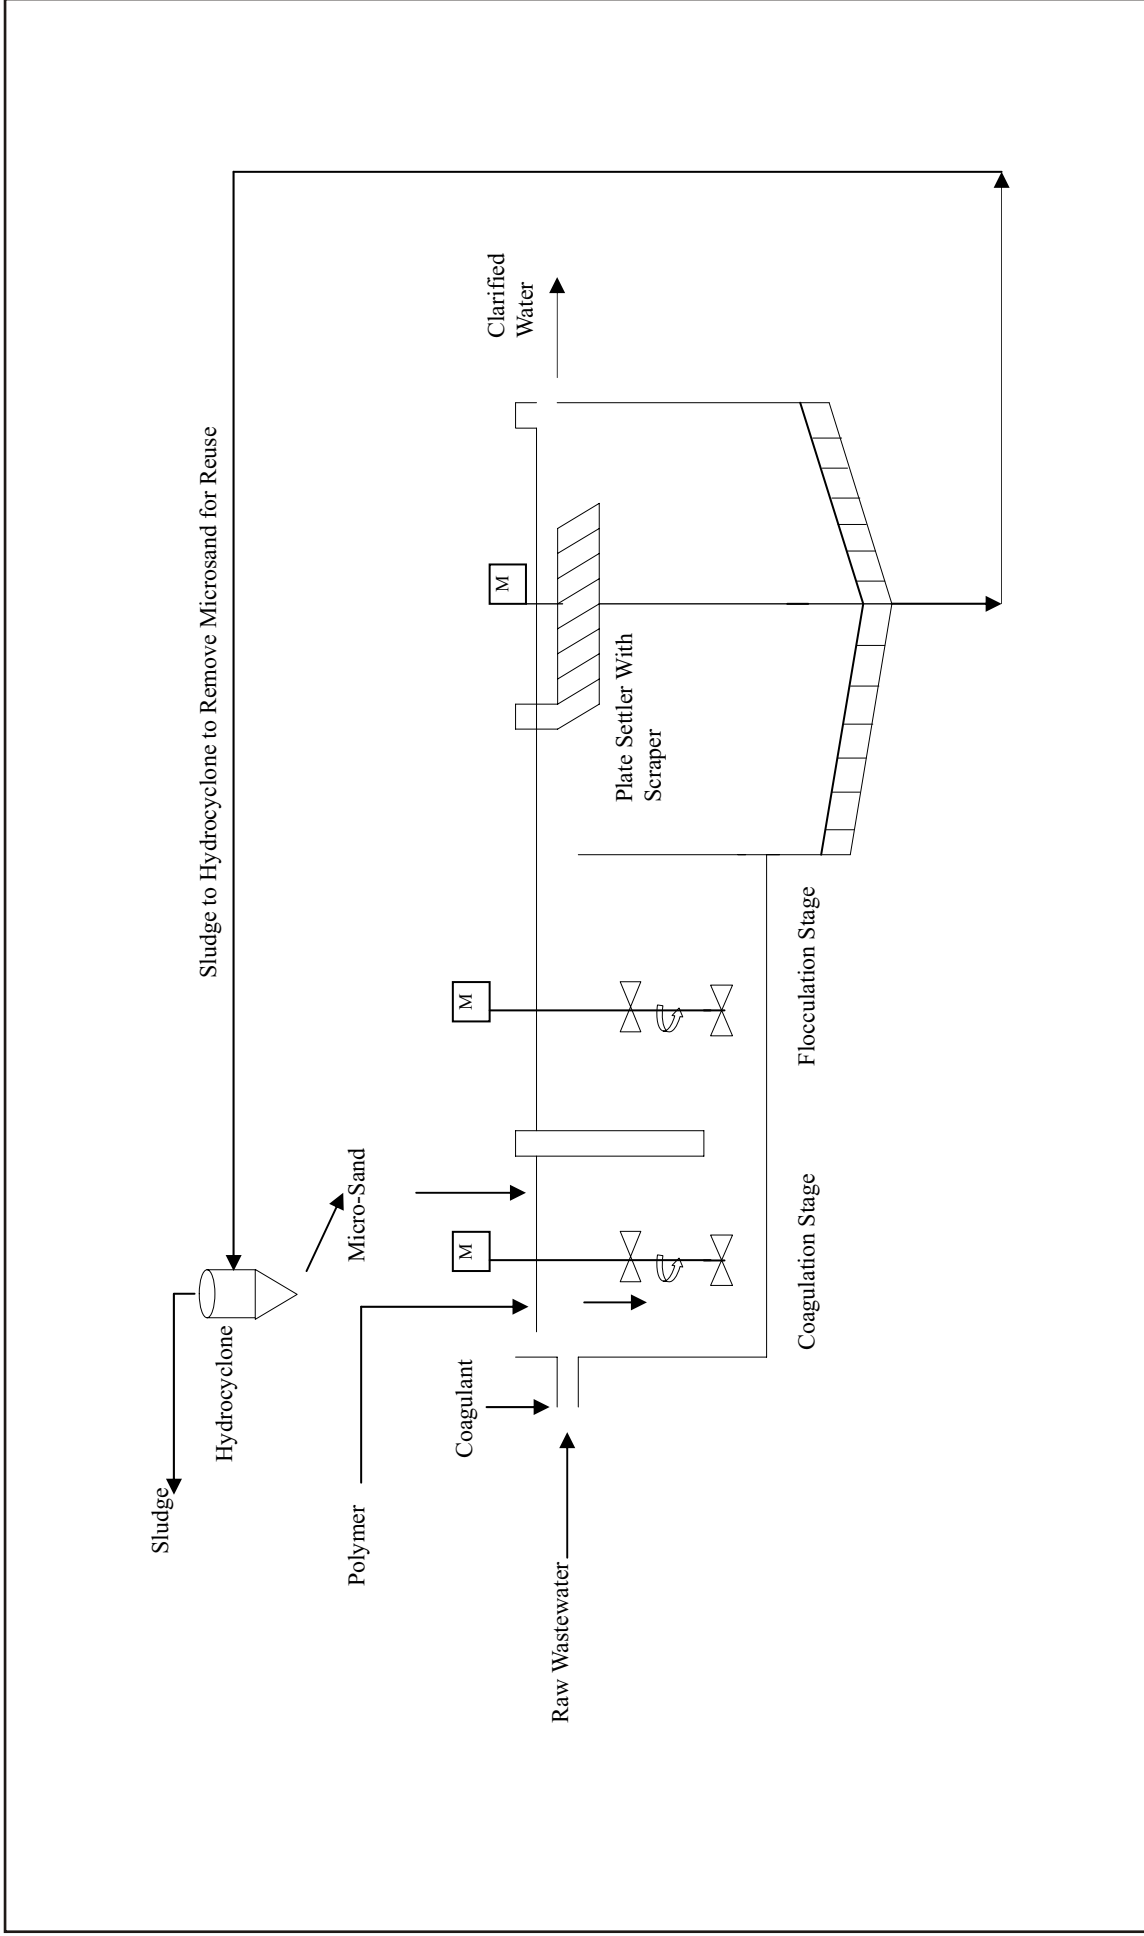 Sludge
Hydrocyclone
Sludge to Hydrocyclone to Remove Microsand for Reuse
Polymer
Micro-Sand
Coagulant
M
M
M
Clarified
Water
Raw Wastewater
Plate Settler With
Scraper
Coagulation Stage
Flocculation Stage